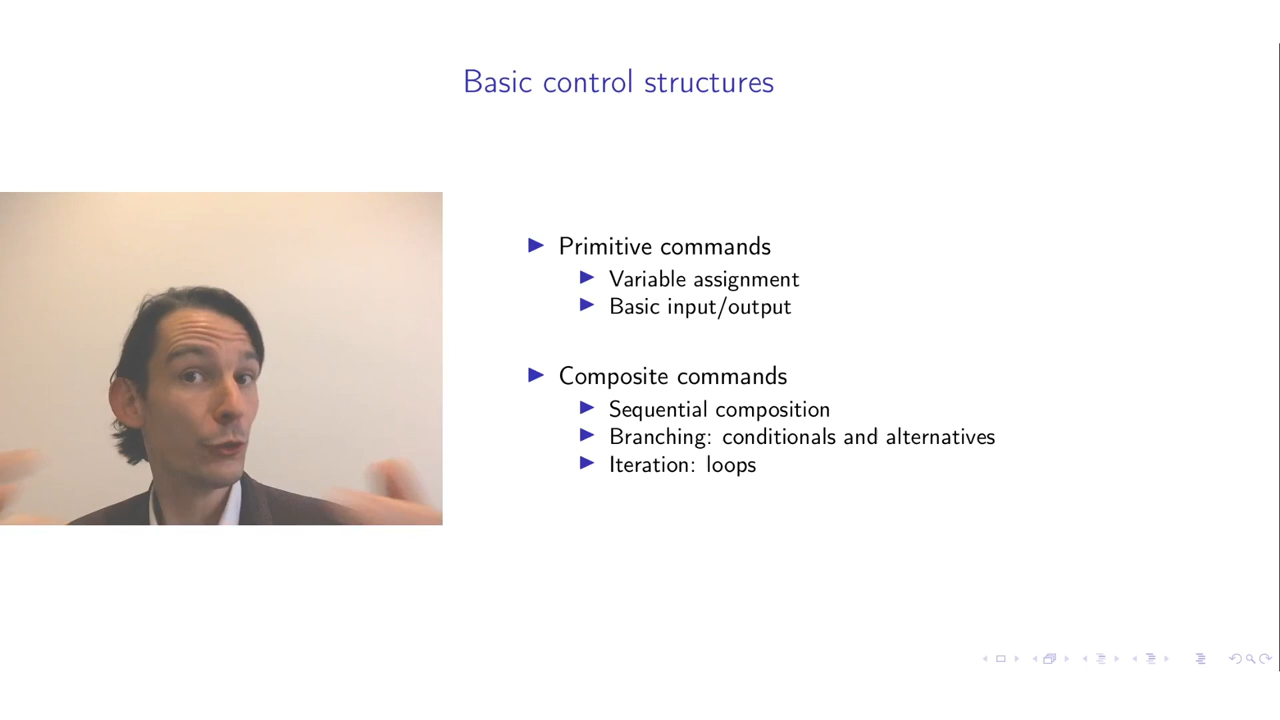 Basic control structures
Primitive commands
Variable assignment
Basic input/output
Composite commands
Sequential composition
Branching: conditionals and alternatives
Iteration: loops